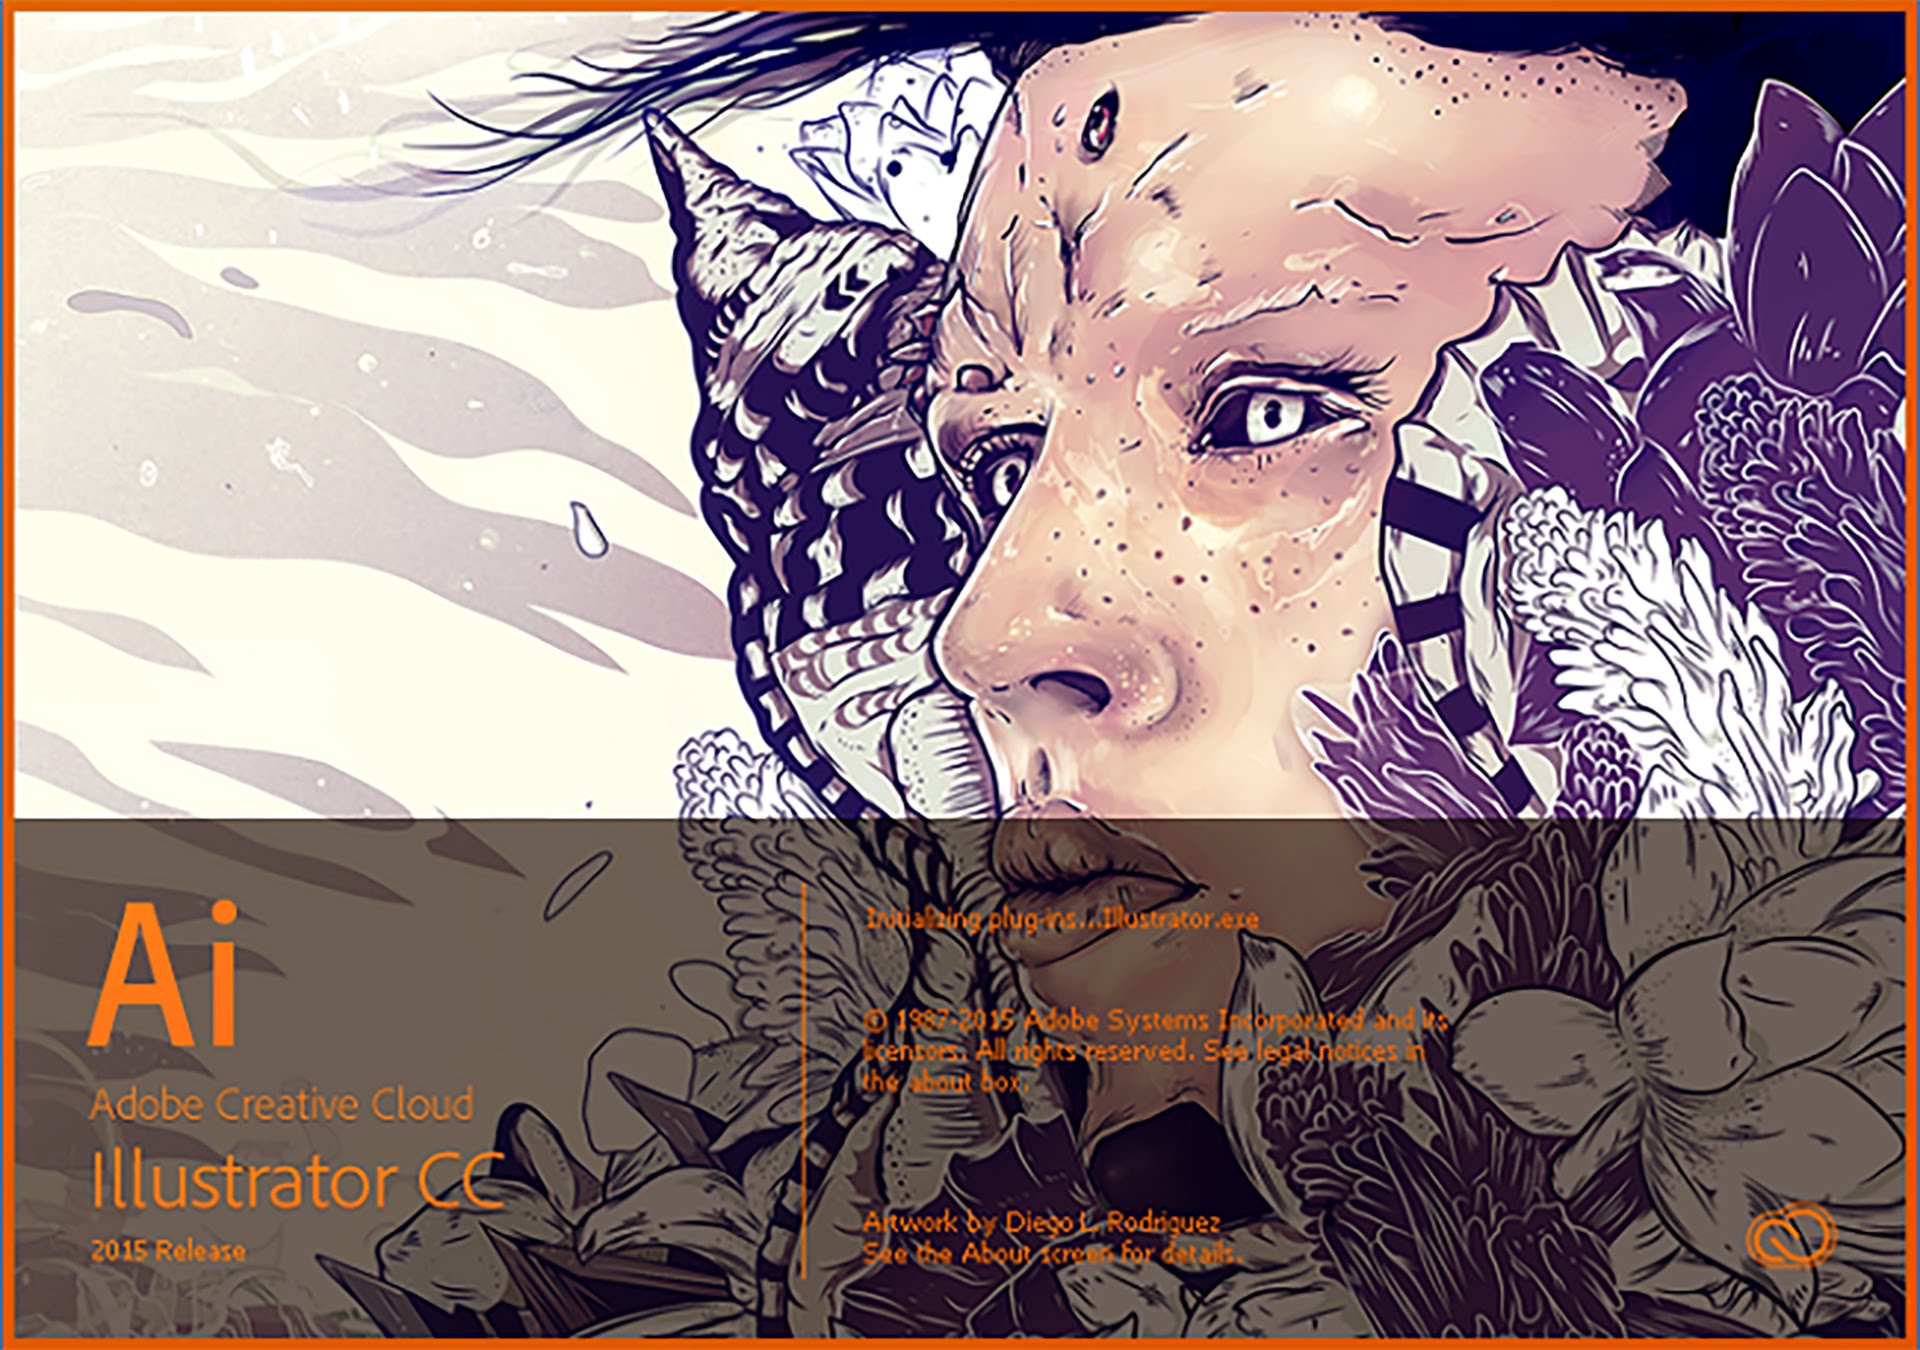 Ai
Adobe Creative Cloud
Illustrator CC
2015 Release
Initializing plug-ins...Illustrator.exe
© 1987-2015 Adobe Systems Incorporated and its
licensors. All rights reserved. See legal notices in
the about box.
Artwork by Diego L. Rodriguez
See the About screen for details.